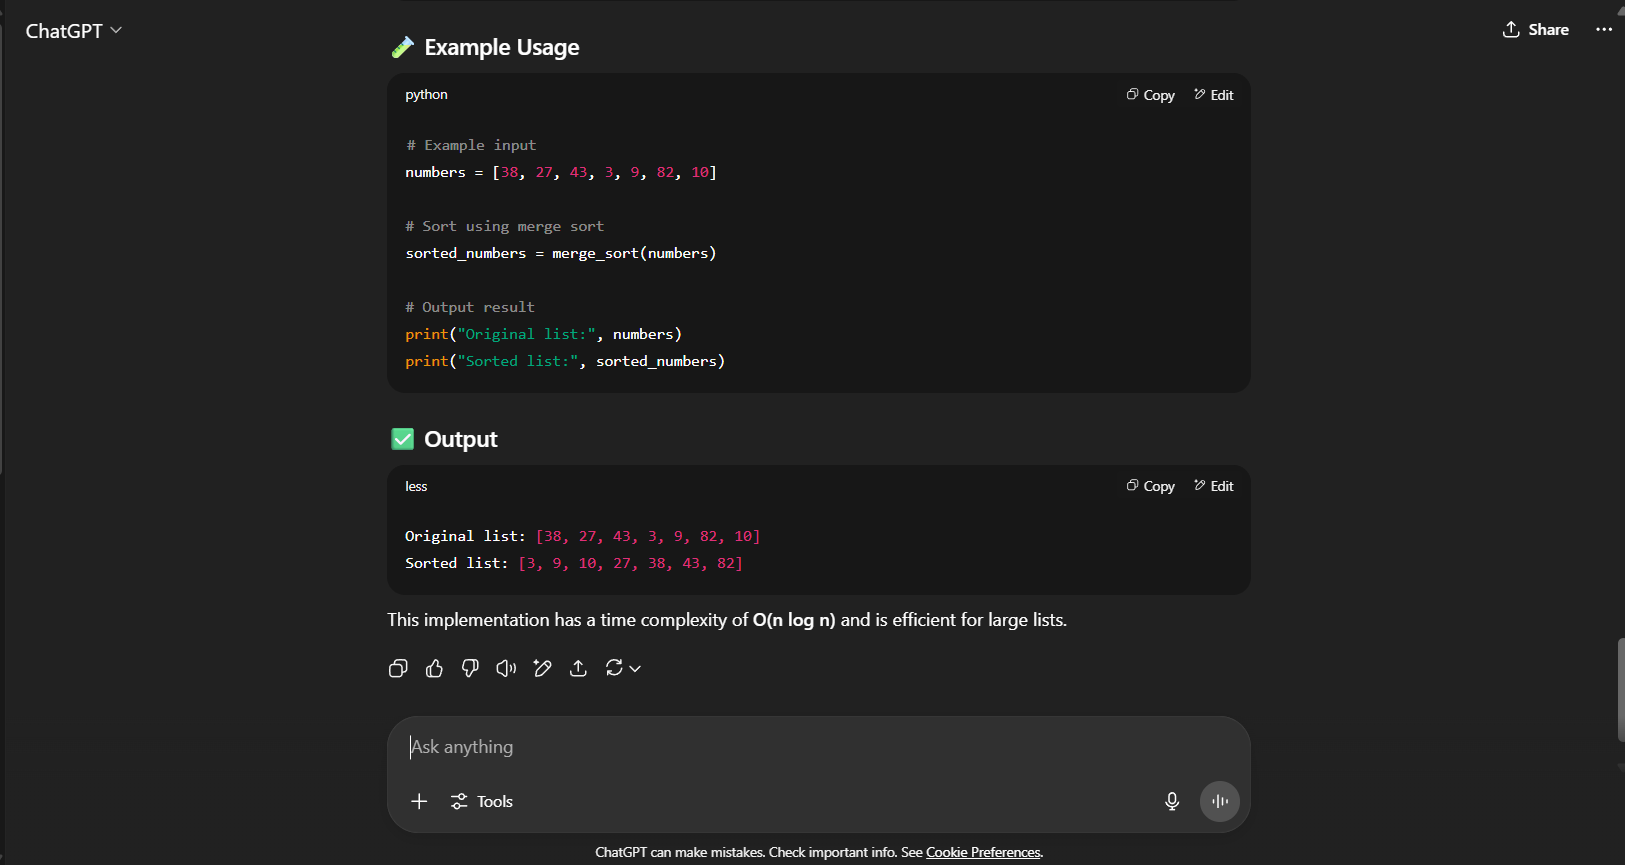 ChatGPT
Share
Example Usage
python
Copy
Edit
# Example input
numbers = [38, 27, 43, 3, 9, 82, 10]
# Sort using merge sort
sorted_numbers = merge_sort(numbers)
# Output result
print("Original list:", numbers)
print("Sorted list:", sorted_numbers)
Output
less
Copy
Edit
Original list: [38, 27, 43, 3, 9, 82, 10]
Sorted list: [3, 9, 10, 27, 38, 43, 82]
This implementation has a time complexity of O(n log n) and is efficient for large lists.
Ask anything
Tools
ChatGPT can make mistakes. Check important info. See Cookie Preferences.